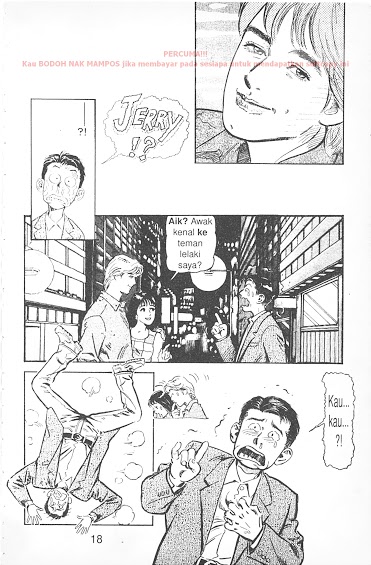 PERCUMA!!!
Kau BODOH NAK MAMPOS jika membayar pada sesiapa untuk mendapatkan
ini
JERRY
!?
?!
Aik? Awak
kenal ke
teman
lelaki
saya?
Kau...
kau...
?!
18